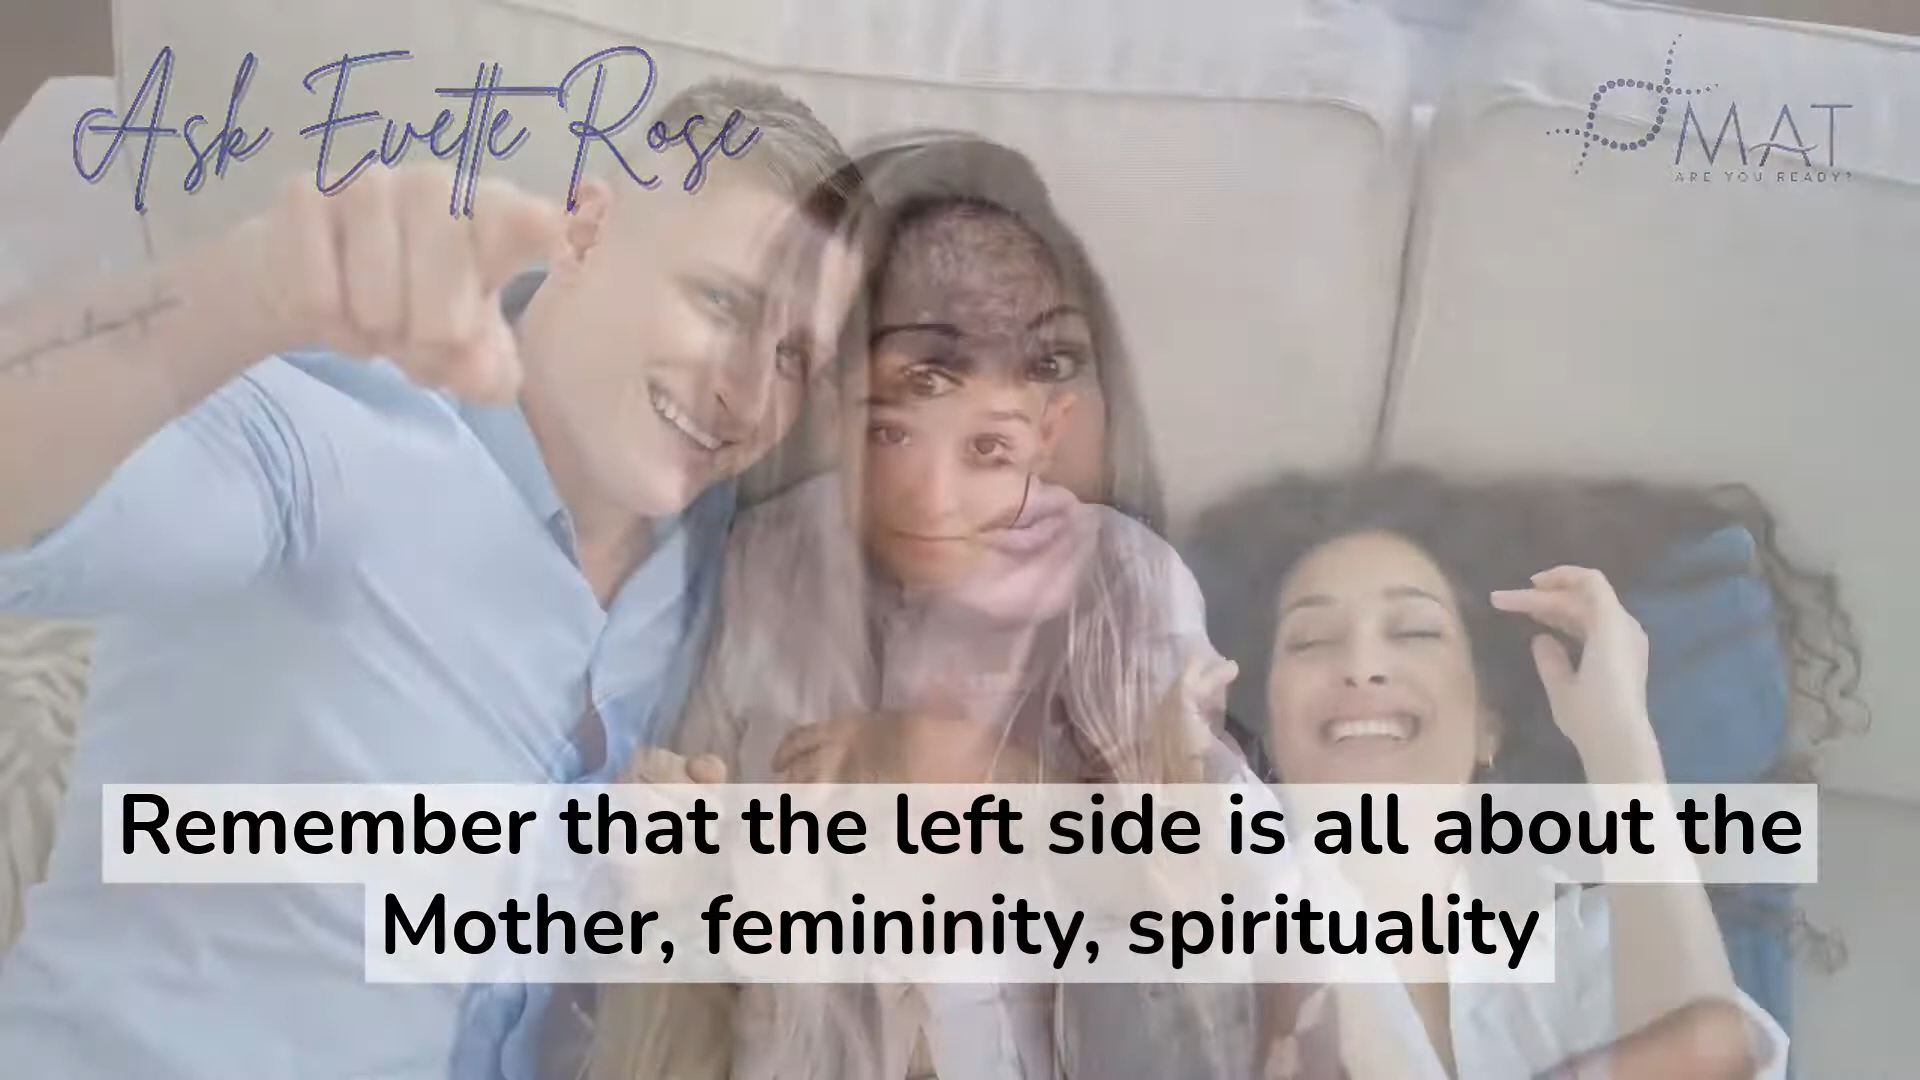 Ask Evette Rose
MAT
ARE YOU READY?
Remember that the left side is all about the
Mother, femininity, spirituality